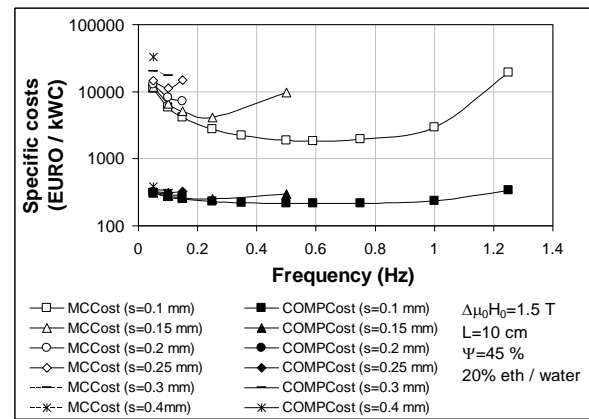 Specific costs
(EURO / kWC)
100000
10000
1000
100
0 0.2 0.4 0.6 0.8 1 1.2 1.4
Frequency (Hz)
MCCost (s=0.1 mm) COMPCost (s=0.1 mm) Δμ₀H₀=1.5 T
MCCost (s=0.15 mm) COMPCost (s=0.15 mm) L=10 cm
MCCost (s=0.2 mm) COMPCost (s=0.2 mm) Ψ=45 %
MCCost (s=0.25 mm) COMPCost (s=0.25 mm) 20% eth / water
MCCost (s=0.3 mm) COMPCost (s=0.3 mm)
MCCost (s=0.4mm) COMPCost (s=0.4 mm)